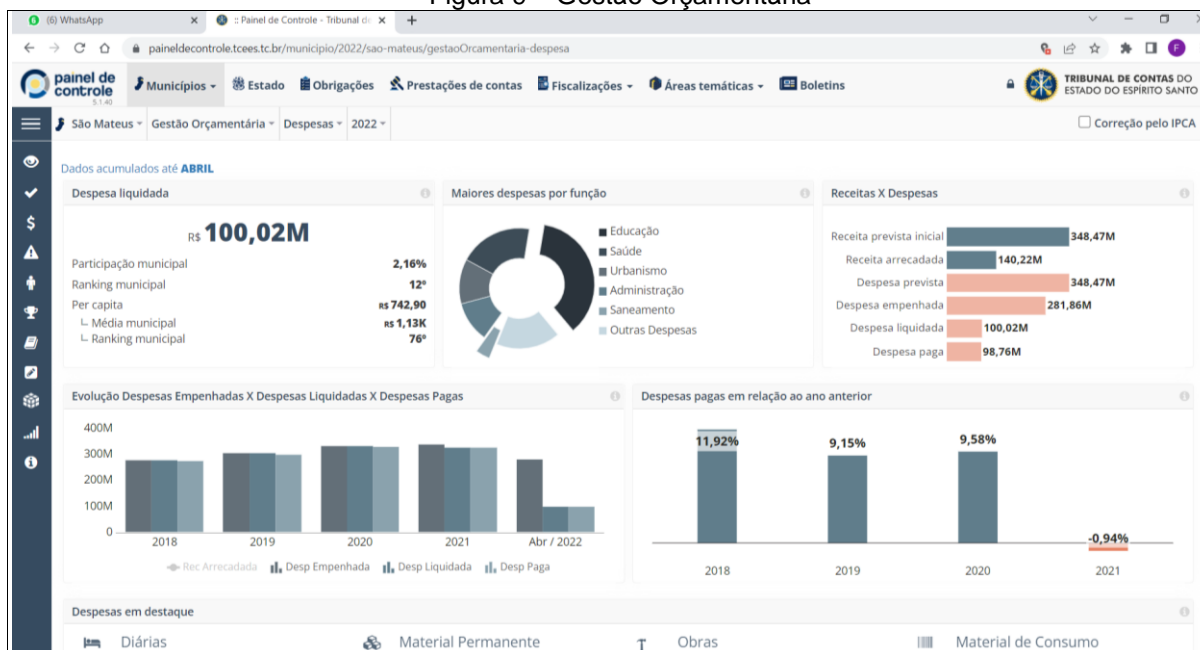 Figura 9 – Gestão Orçamentária
(6) WhatsApp
:: Painel de Controle - Tribunal de
paineldecontrole.tcees.tc.br/municipio/2022/sao-mateus/gestaoOrcamentaria-despesa
painel de controle
5.1.40
Municípios
Estado
Obrigações
Prestações de contas
Fiscalizações
Áreas temáticas
Boletins
TRIBUNAL DE CONTAS DO
ESTADO DO ESPÍRITO SANTO
São Mateus
Gestão Orçamentária
Despesas
2022
Correção pelo IPCA
Dados acumulados até ABRIL
Despesa liquidada
R$ 100,02M
Participação municipal 2,16%
Ranking municipal 12º
Per capita R$ 742,90
Média municipal R$ 1,13K
Ranking municipal 76º
Maiores despesas por função
Educação
Saúde
Urbanismo
Administração
Saneamento
Outras Despesas
Receitas X Despesas
Receita prevista inicial 348,47M
Receita arrecadada 140,22M
Despesa prevista 348,47M
Despesa empenhada 281,86M
Despesa liquidada 100,02M
Despesa paga 98,76M
Evolução Despesas Empenhadas X Despesas Liquidadas X Despesas Pagas
400M
300M
200M
100M
0
2018 2019 2020 2021 Abr / 2022
Rec Arrecadada Desp Empenhada Desp Liquidada Desp Paga
Despesas pagas em relação ao ano anterior
11,92% 9,15% 9,58% -0,94%
2018 2019 2020 2021
Despesas em destaque
Diárias Material Permanente Obras Material de Consumo